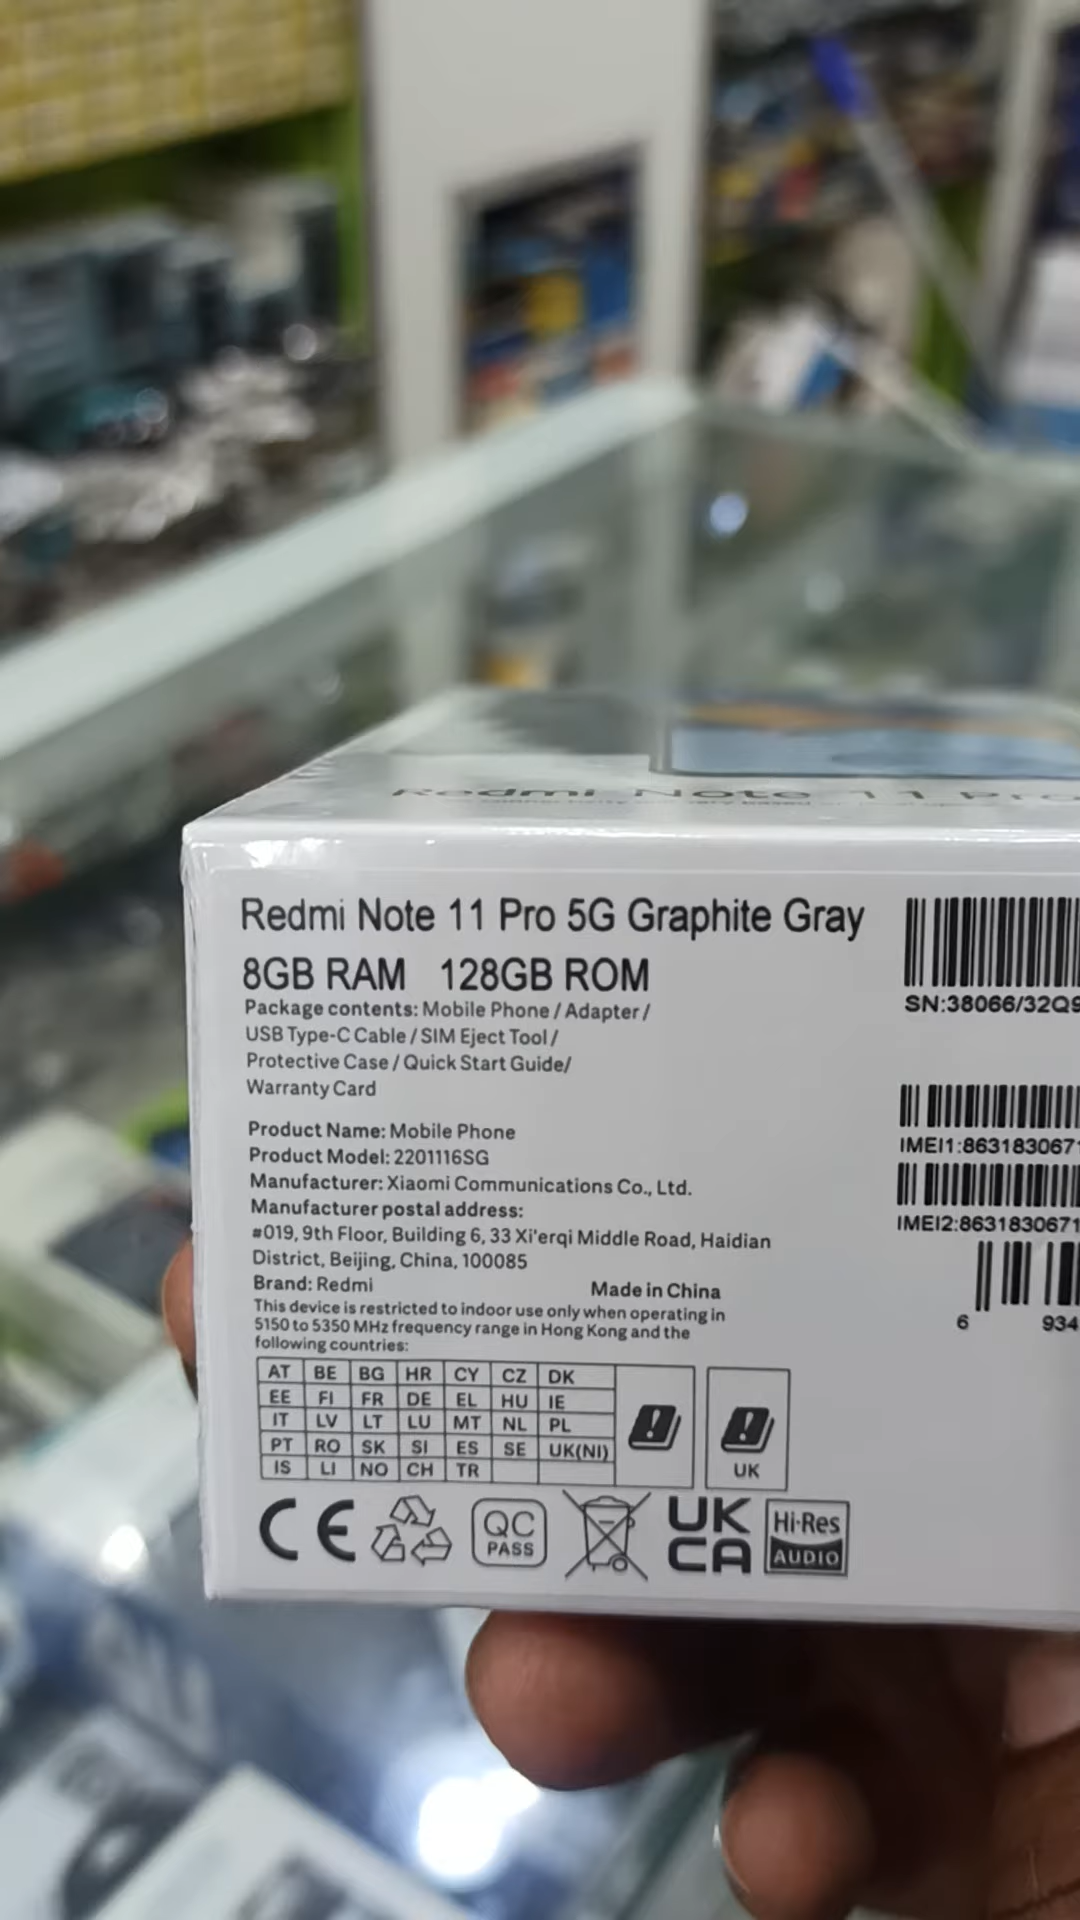 Redmi Note 11 Pro
Redmi Note 11 Pro 5G Graphite Gray
8GB RAM 128GB ROM
Package contents: Mobile Phone / Adapter /
USB Type-C Cable / SIM Eject Tool /
Protective Case / Quick Start Guide/
Warranty Card
Product Name: Mobile Phone
Product Model: 2201116SG
Manufacturer: Xiaomi Communications Co., Ltd.
Manufacturer postal address:
#019, 9th Floor, Building 6, 33 Xi'erqi Middle Road, Haidian
District, Beijing, China, 100085
Brand: Redmi Made in China
This device is restricted to indoor use only when operating in
5150 to 5350 MHz frequency range in Hong Kong and the
following countries:
AT BE BG HR CY CZ DK
EE FI FR DE EL HU IE
IT LV LT LU MT NL PL
PT RO SK SI ES SE UK(NI)
IS LI NO CH TR
UK
CE
QC
PASS
UK
CA
Hi-Res
AUDIO
SN:38066/32Q9
IMEI1:8631830671
IMEI2:8631830671
6 934